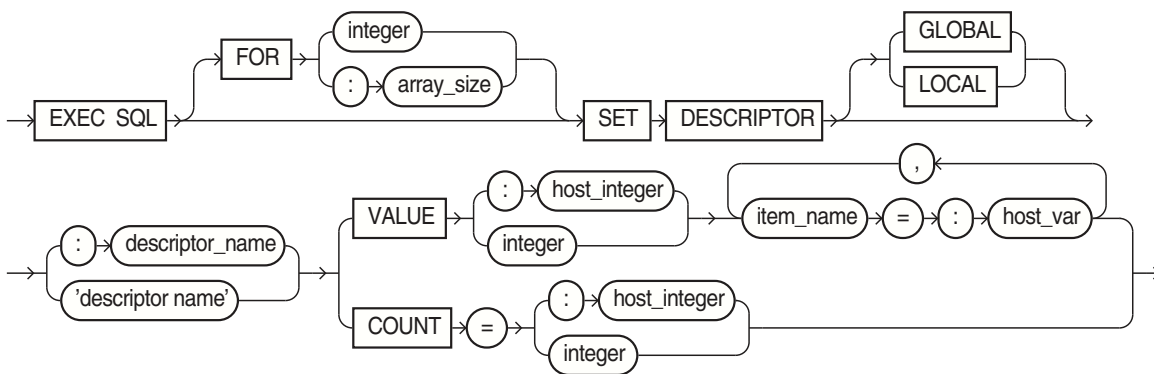 integer
GLOBAL
FOR
: array_size
LOCAL
EXEC SQL SET DESCRIPTOR
,
: host_integer
VALUE item_name = : host_var
integer
: descriptor_name
'descriptor name'
: host_integer
COUNT =
integer